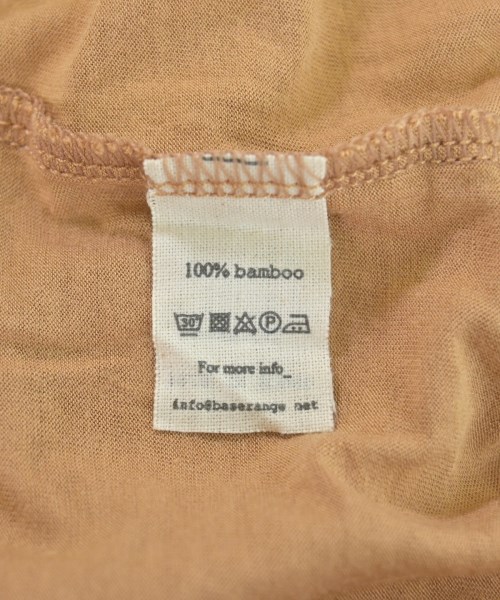 100% bamboo
30 P
For more info_
info@baserange.net